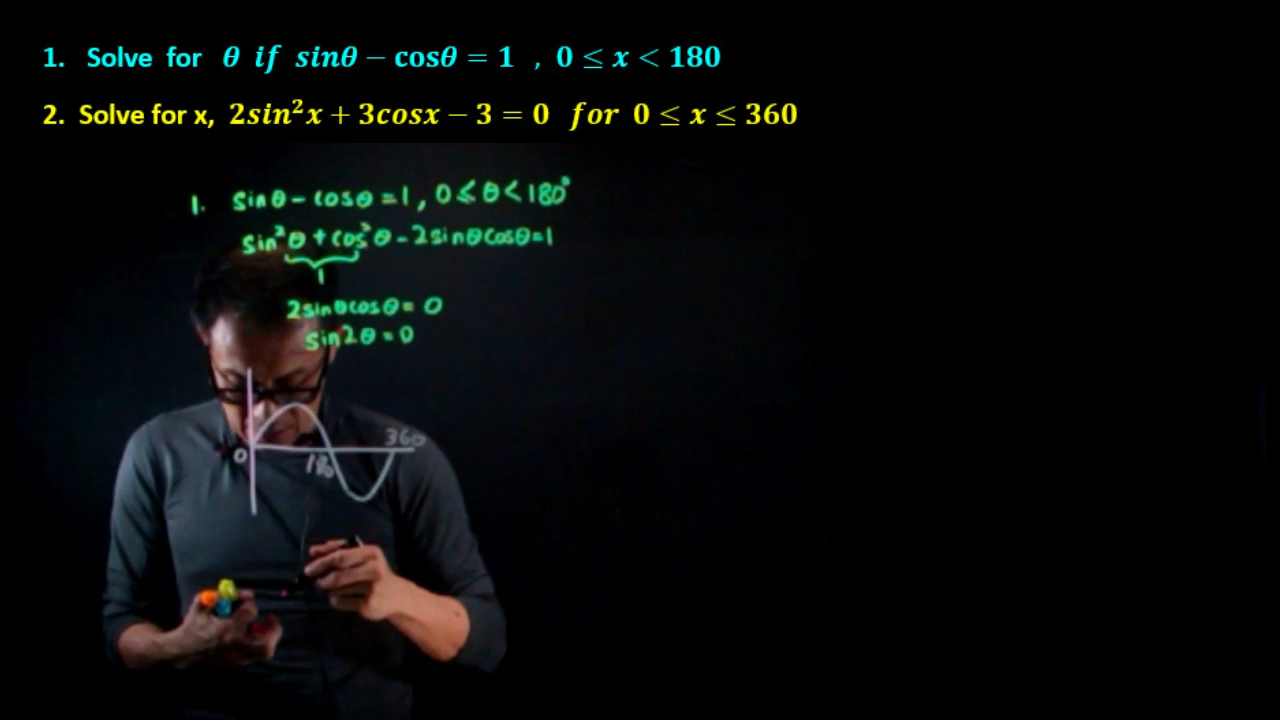 1. Solve for θ if sinθ − cosθ = 1 , 0 ≤ x < 180
2. Solve for x, 2sin²x + 3cosx − 3 = 0 for 0 ≤ x ≤ 360
1. Sinθ − cosθ = 1 , 0 ≤ θ < 180°
Sin²θ + cos²θ − 2sinθcosθ = 1
1
2sinθcosθ = 0
Sin2θ = 0
360
0
180